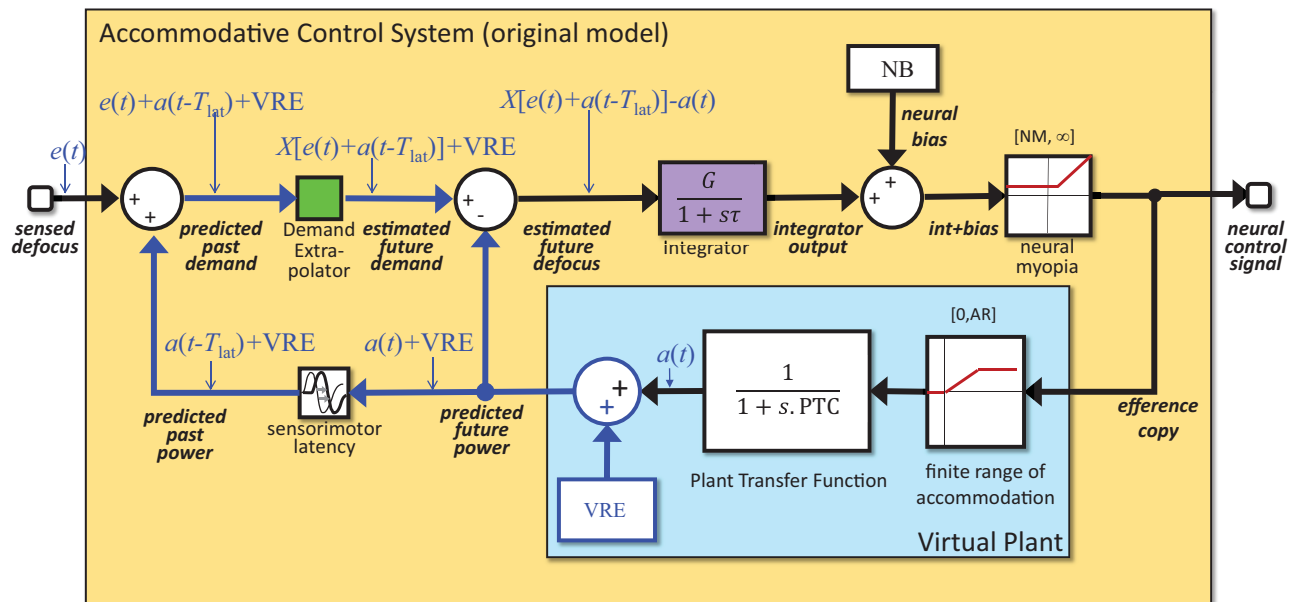 Accommodative Control System (original model)
NB
e(t)+a(t-Tlat)+VRE
X[e(t)+a(t-Tlat)]-a(t)
neural
bias
[NM, ∞]
e(t)
X[e(t)+a(t-Tlat)]+VRE
+
+
+
-
G
1 + sτ
+
+
sensed
defocus
predicted
past
demand
Demand
Extra-
polator
estimated
future
demand
estimated
future
defocus
integrator
integrator
output
int+bias
neural
myopia
neural
control
signal
a(t-Tlat)+VRE
a(t)+VRE
a(t)
[0,AR]
+
+
1
1 + s. PTC
predicted
past
power
sensorimotor
latency
predicted
future
power
efference
copy
Plant Transfer Function
finite range of
accommodation
VRE
Virtual Plant